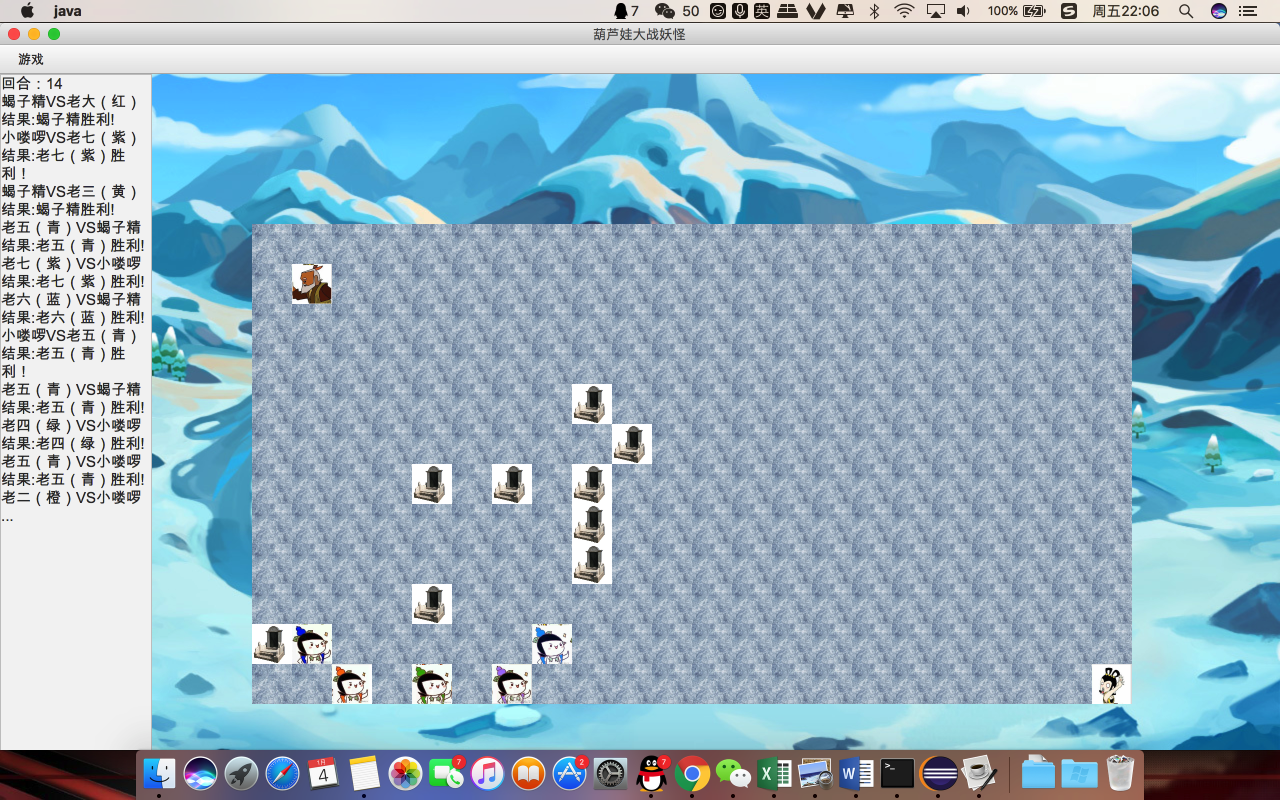 java
7
50
英
100%
周五22:06
葫芦娃大战妖怪
游戏
回合：14
蝎子精VS老大（红）
结果:蝎子精胜利!
小喽啰VS老七（紫）
结果:老七（紫）胜
利！
蝎子精VS老三（黄）
结果:蝎子精胜利!
老五（青）VS蝎子精
结果:老五（青）胜利!
老七（紫）VS小喽啰
结果:老七（紫）胜利!
老六（蓝）VS蝎子精
结果:老六（蓝）胜利!
小喽啰VS老五（青）
结果:老五（青）胜
利！
老五（青）VS蝎子精
结果:老五（青）胜利!
老四（绿）VS小喽啰
结果:老四（绿）胜利!
老五（青）VS小喽啰
结果:老五（青）胜利!
老二（橙）VS小喽啰
...
1月
4
7
2
7